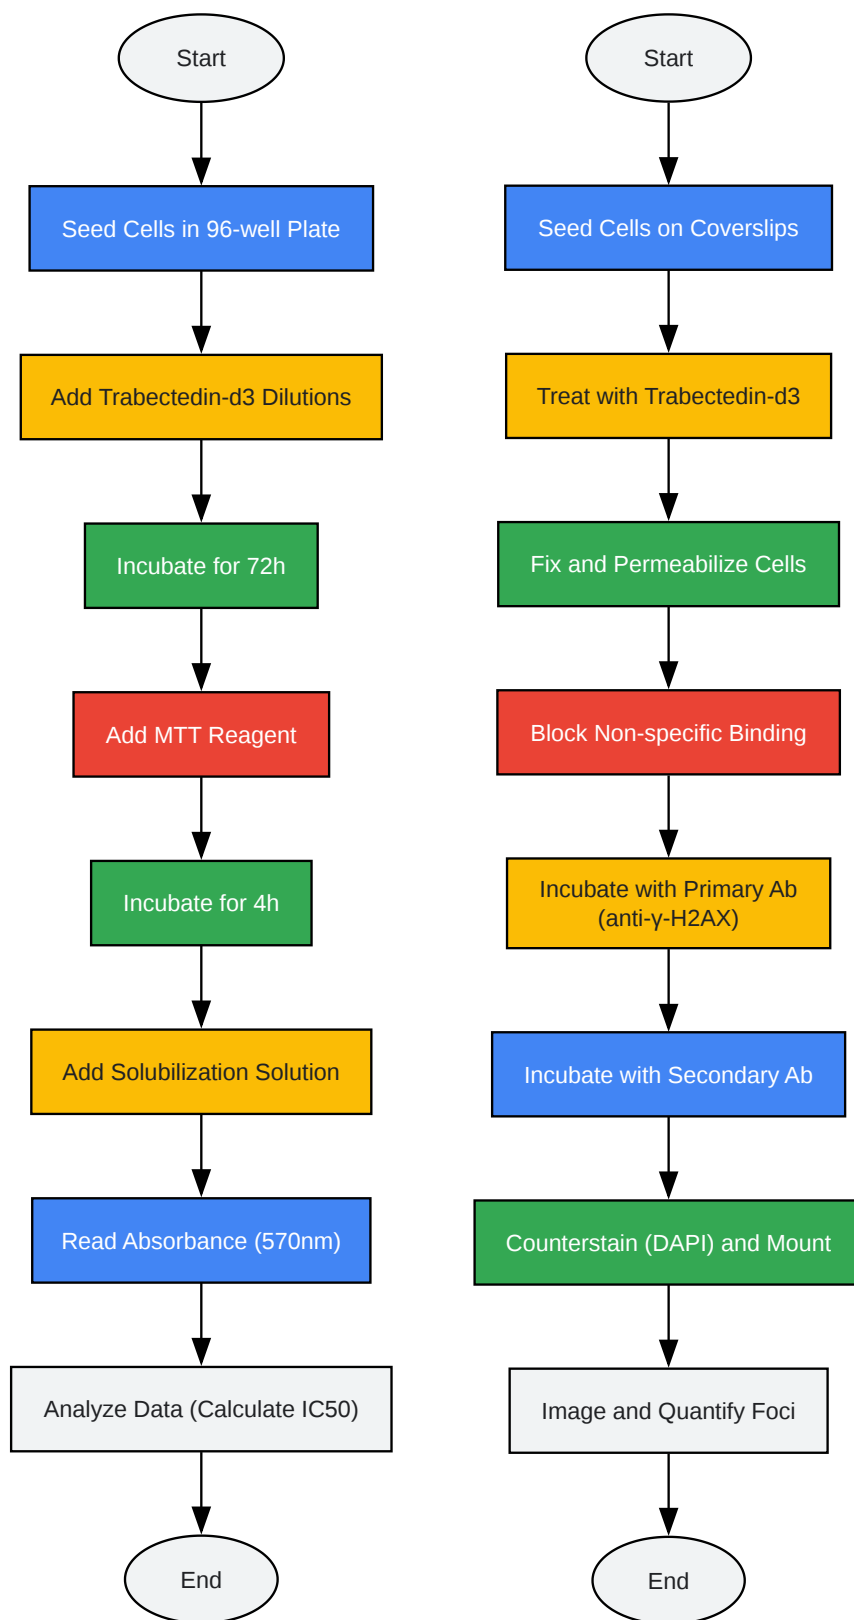 Start
Seed Cells in 96-well Plate
Add Trabectedin-d3 Dilutions
Incubate for 72h
Add MTT Reagent
Incubate for 4h
Add Solubilization Solution
Read Absorbance (570nm)
Analyze Data (Calculate IC50)
End
Start
Seed Cells on Coverslips
Treat with Trabectedin-d3
Fix and Permeabilize Cells
Block Non-specific Binding
Incubate with Primary Ab
(anti-γ-H2AX)
Incubate with Secondary Ab
Counterstain (DAPI) and Mount
Image and Quantify Foci
End